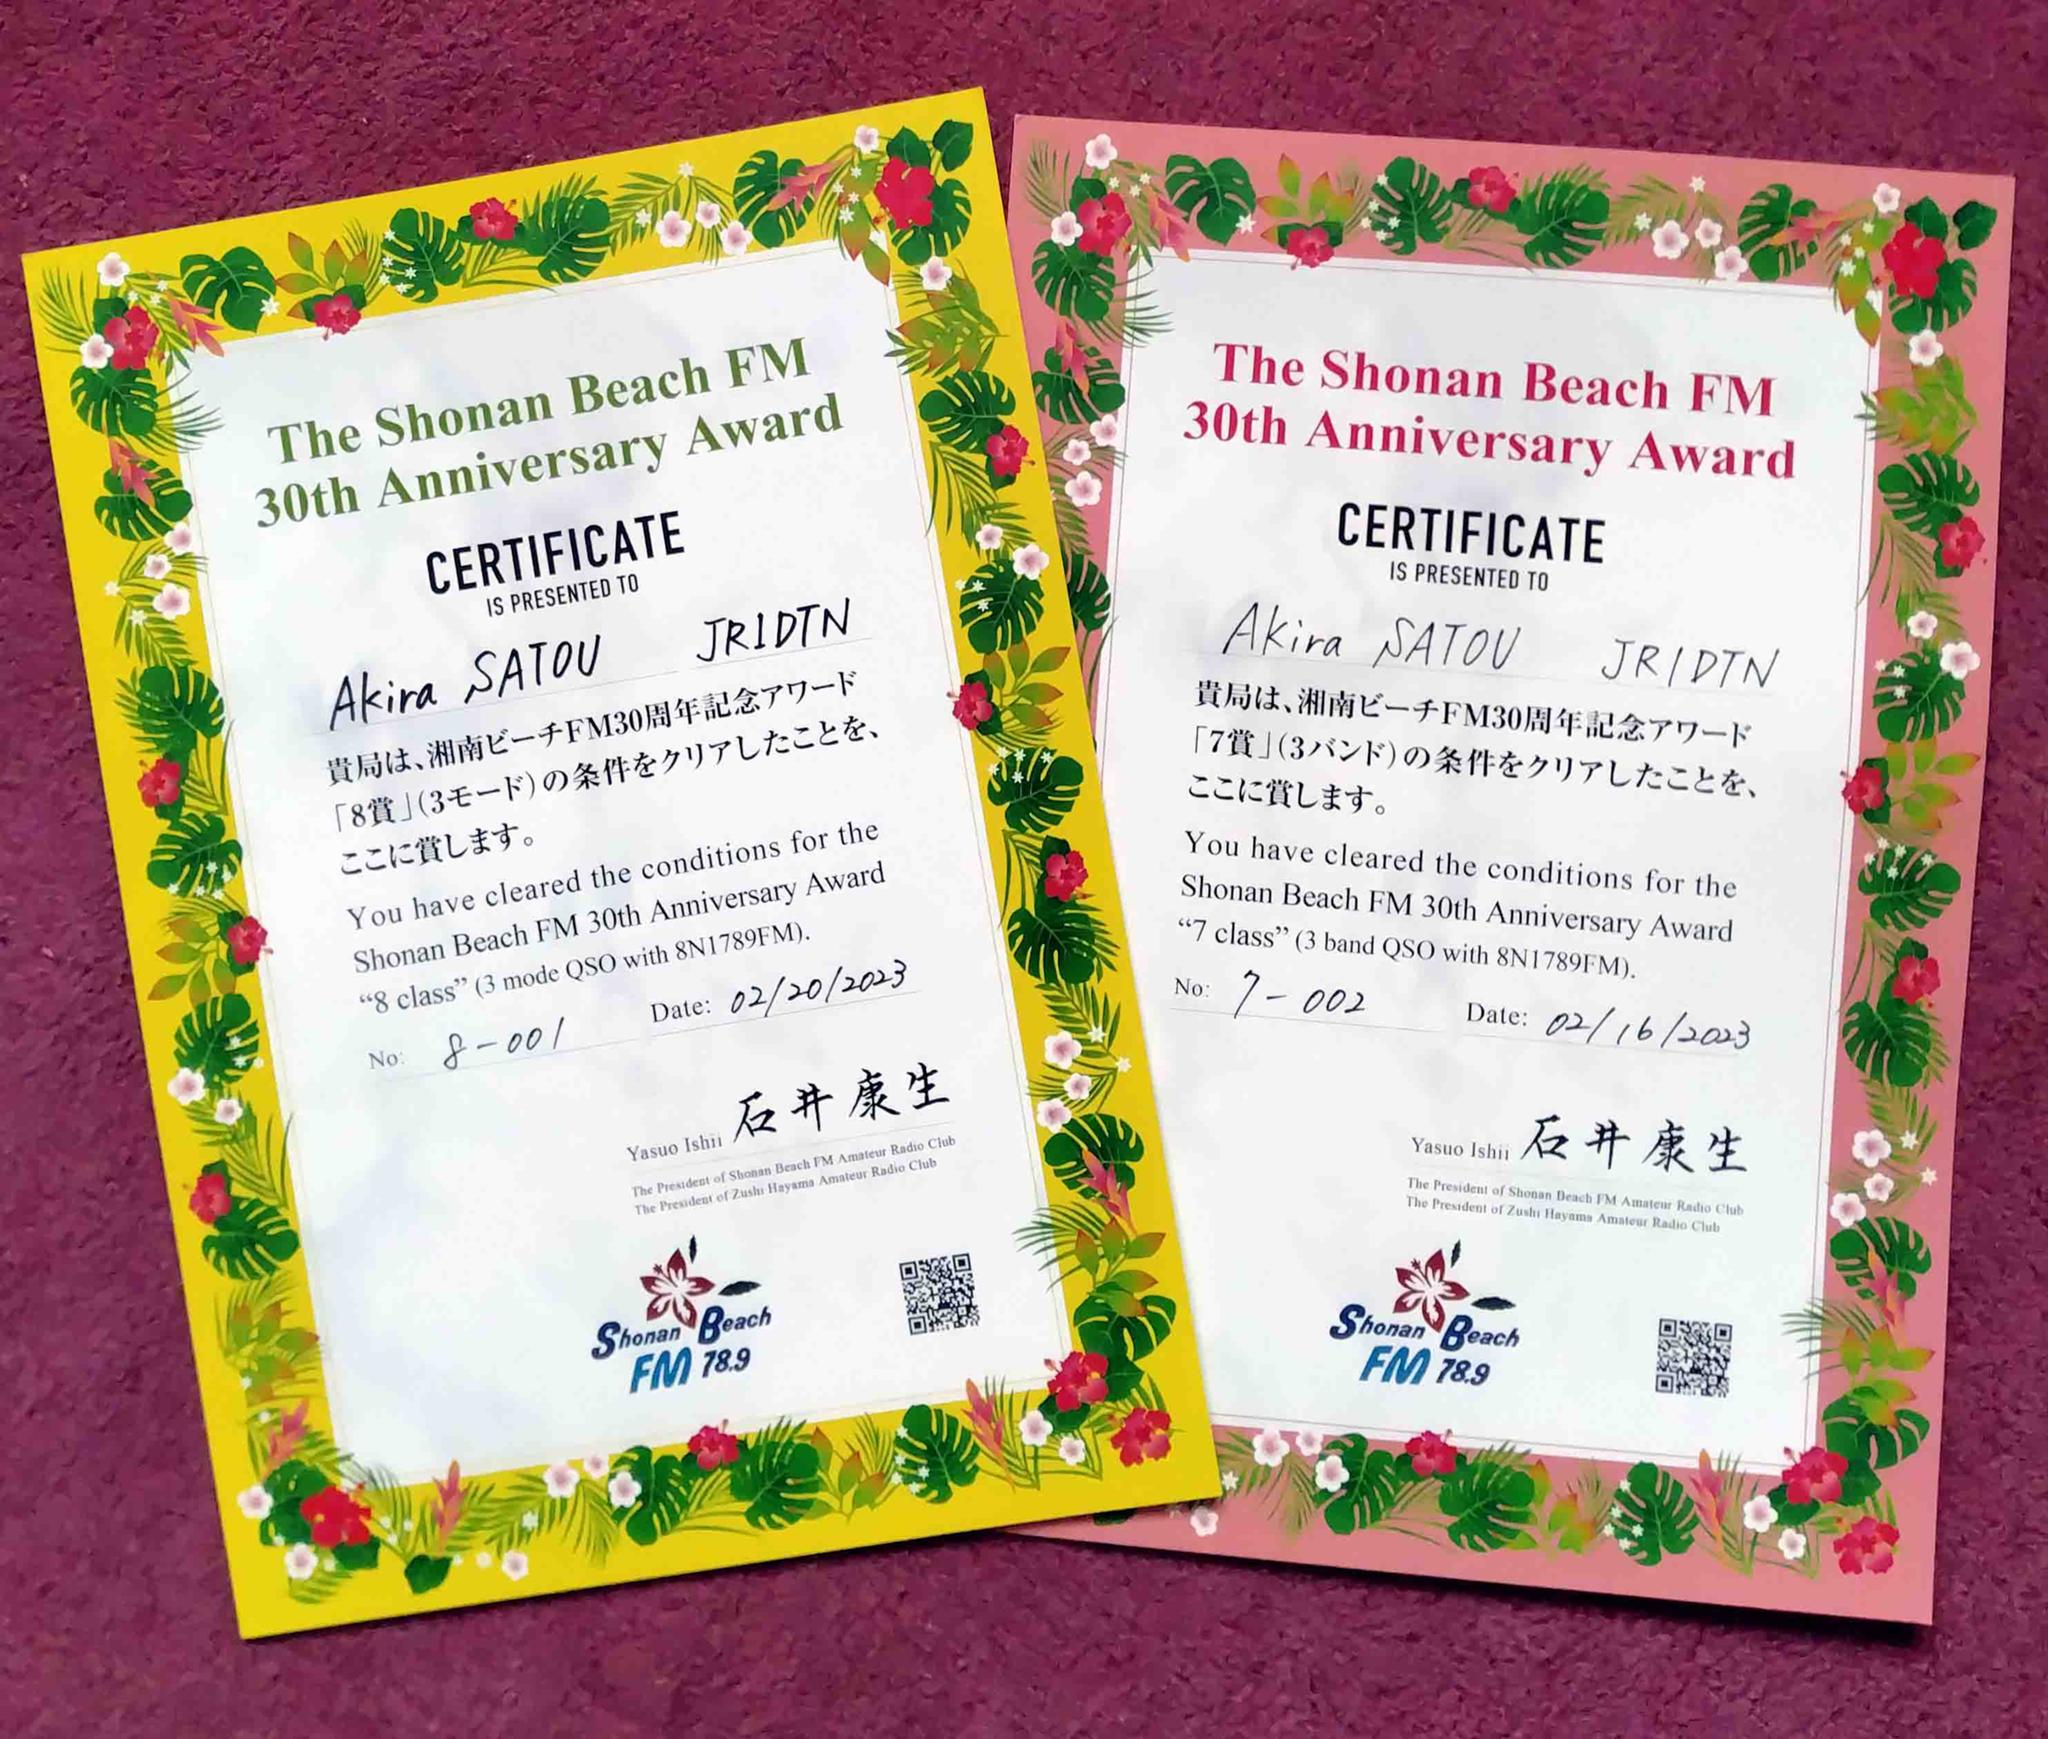 The Shonan Beach FM
30th Anniversary Award
CERTIFICATE
IS PRESENTED TO
Akira SATOU JR1DTN
貴局は、湘南ビーチFM30周年記念アワード
「8賞」(3モード)の条件をクリアしたことを、
ここに賞します。
You have cleared the conditions for the
Shonan Beach FM 30th Anniversary Award
“8 class” (3 mode QSO with 8N1789FM).
No: 8-001 Date: 02/20/2023
Yasuo Ishii 石井康生
The President of Shonan Beach FM Amateur Radio Club
The President of Zushi Hayama Amateur Radio Club
Shonan Beach
FM 78.9
The Shonan Beach FM
30th Anniversary Award
CERTIFICATE
IS PRESENTED TO
Akira SATOU JR1DTN
貴局は、湘南ビーチFM30周年記念アワード
「7賞」(3バンド)の条件をクリアしたことを、
ここに賞します。
You have cleared the conditions for the
Shonan Beach FM 30th Anniversary Award
“7 class” (3 band QSO with 8N1789FM).
No: 7-002 Date: 02/16/2023
Yasuo Ishii 石井康生
The President of Shonan Beach FM Amateur Radio Club
The President of Zushi Hayama Amateur Radio Club
Shonan Beach
FM 78.9